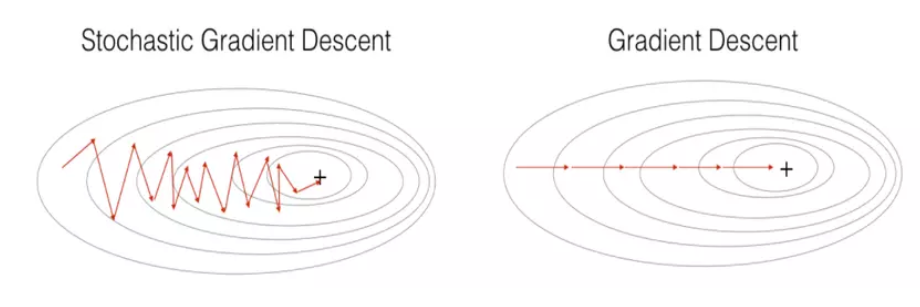 Stochastic Gradient Descent
Gradient Descent
+
+